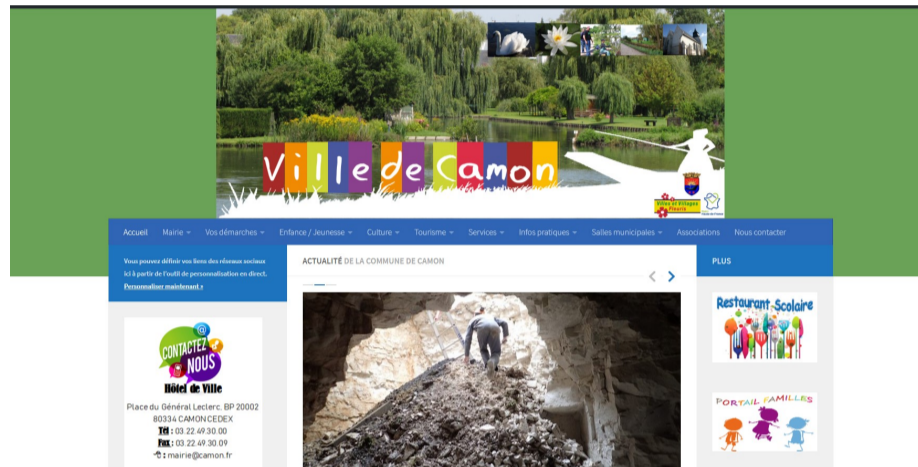 Ville de Camon
Villes et Villages
Fleuris
Accueil Mairie Vos démarches Enfance / Jeunesse Culture Tourisme Services Infos pratiques Salles municipales Associations Nous contacter
Vous pouvez définir vos liens des réseaux sociaux
ici à partir de l'outil de personnalisation en direct.
Personnaliser maintenant »
CONTACTEZ
NOUS
Hôtel de Ville
Place du Général Leclerc, BP 20002
80334 CAMON CEDEX
Tél : 03.22.49.30.00
Fax : 03.22.49.30.09
: mairie@camon.fr
ACTUALITÉ DE LA COMMUNE DE CAMON
PLUS
Restaurant Scolaire
PORTAIL FAMILLES